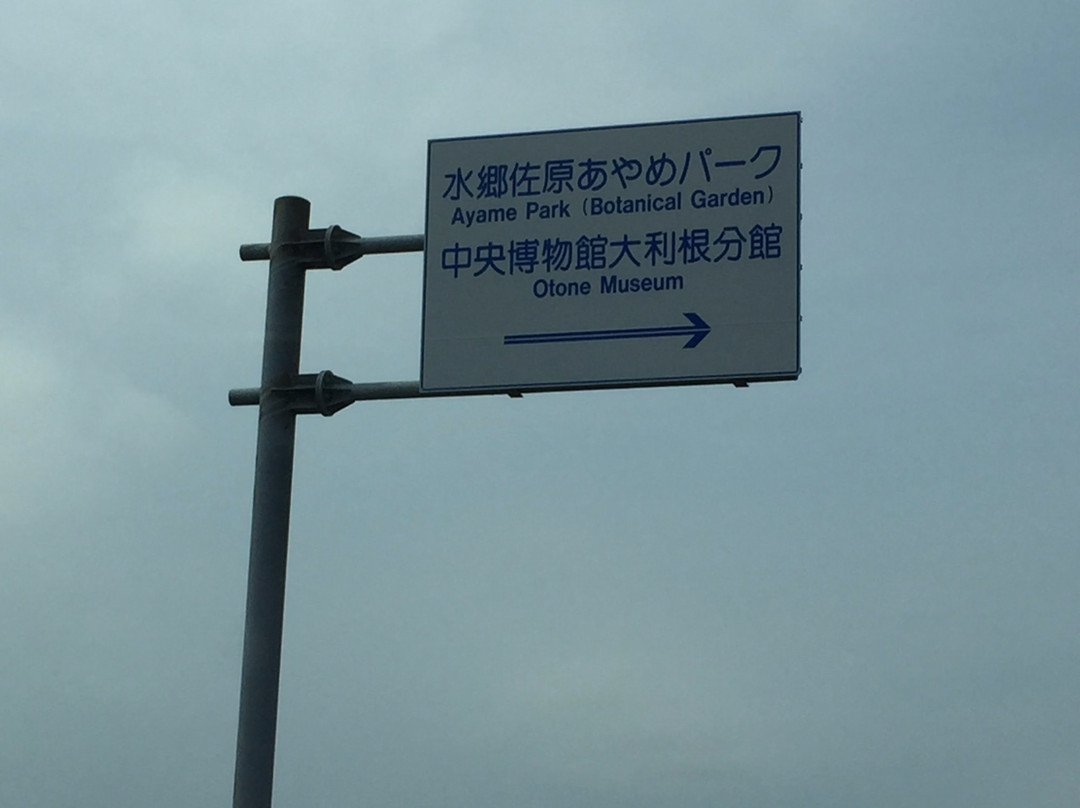 水郷佐原あやめパーク
Ayame Park (Botanical Garden)
中央博物館大利根分館
Otone Museum